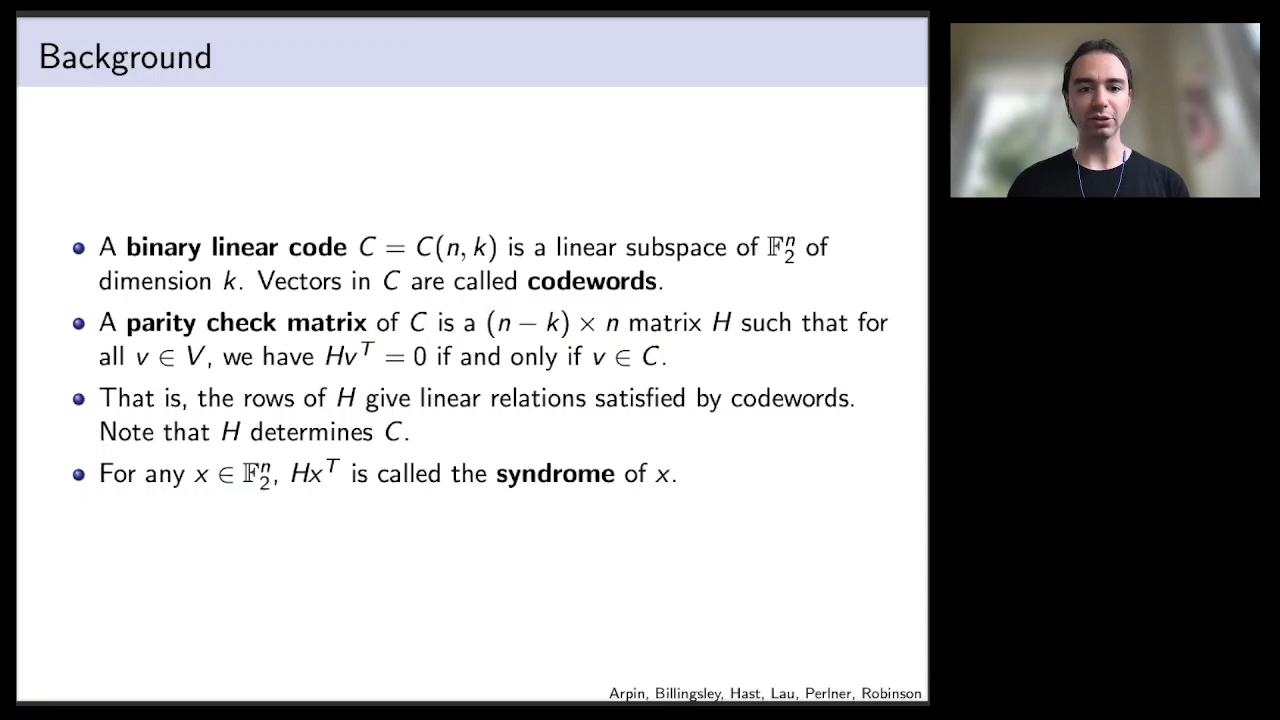 Background
A binary linear code C = C(n, k) is a linear subspace of 𝔽₂ⁿ of
dimension k. Vectors in C are called codewords.
A parity check matrix of C is a (n − k) × n matrix H such that for
all v ∈ V, we have Hvᵀ = 0 if and only if v ∈ C.
That is, the rows of H give linear relations satisfied by codewords.
Note that H determines C.
For any x ∈ 𝔽₂ⁿ, Hxᵀ is called the syndrome of x.
Arpin, Billingsley, Hast, Lau, Perlner, Robinson